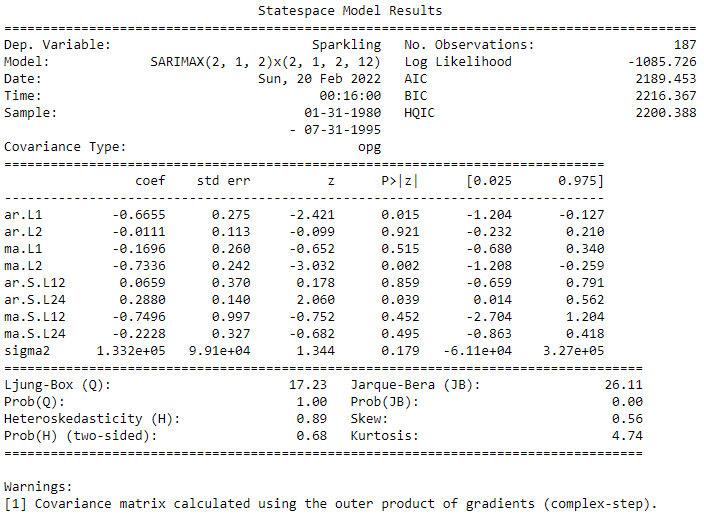 Statespace Model Results
==========================================================================================
Dep. Variable: Sparkling No. Observations: 187
Model: SARIMAX(2, 1, 2)x(2, 1, 2, 12) Log Likelihood -1085.726
Date: Sun, 20 Feb 2022 AIC 2189.453
Time: 00:16:00 BIC 2216.367
Sample: 01-31-1980 HQIC 2200.388
- 07-31-1995
Covariance Type: opg
==============================================================================
coef std err z P>|z| [0.025 0.975]
------------------------------------------------------------------------------
ar.L1 -0.6655 0.275 -2.421 0.015 -1.204 -0.127
ar.L2 -0.0111 0.113 -0.099 0.921 -0.232 0.210
ma.L1 -0.1696 0.260 -0.652 0.515 -0.680 0.340
ma.L2 -0.7336 0.242 -3.032 0.002 -1.208 -0.259
ar.S.L12 0.0659 0.370 0.178 0.859 -0.659 0.791
ar.S.L24 0.2880 0.140 2.060 0.039 0.014 0.562
ma.S.L12 -0.7496 0.997 -0.752 0.452 -2.704 1.204
ma.S.L24 -0.2228 0.327 -0.682 0.495 -0.863 0.418
sigma2 1.332e+05 9.91e+04 1.344 0.179 -6.11e+04 3.27e+05
===================================================================================
Ljung-Box (Q): 17.23 Jarque-Bera (JB): 26.11
Prob(Q): 1.00 Prob(JB): 0.00
Heteroskedasticity (H): 0.89 Skew: 0.56
Prob(H) (two-sided): 0.68 Kurtosis: 4.74
===================================================================================
Warnings:
[1] Covariance matrix calculated using the outer product of gradients (complex-step).